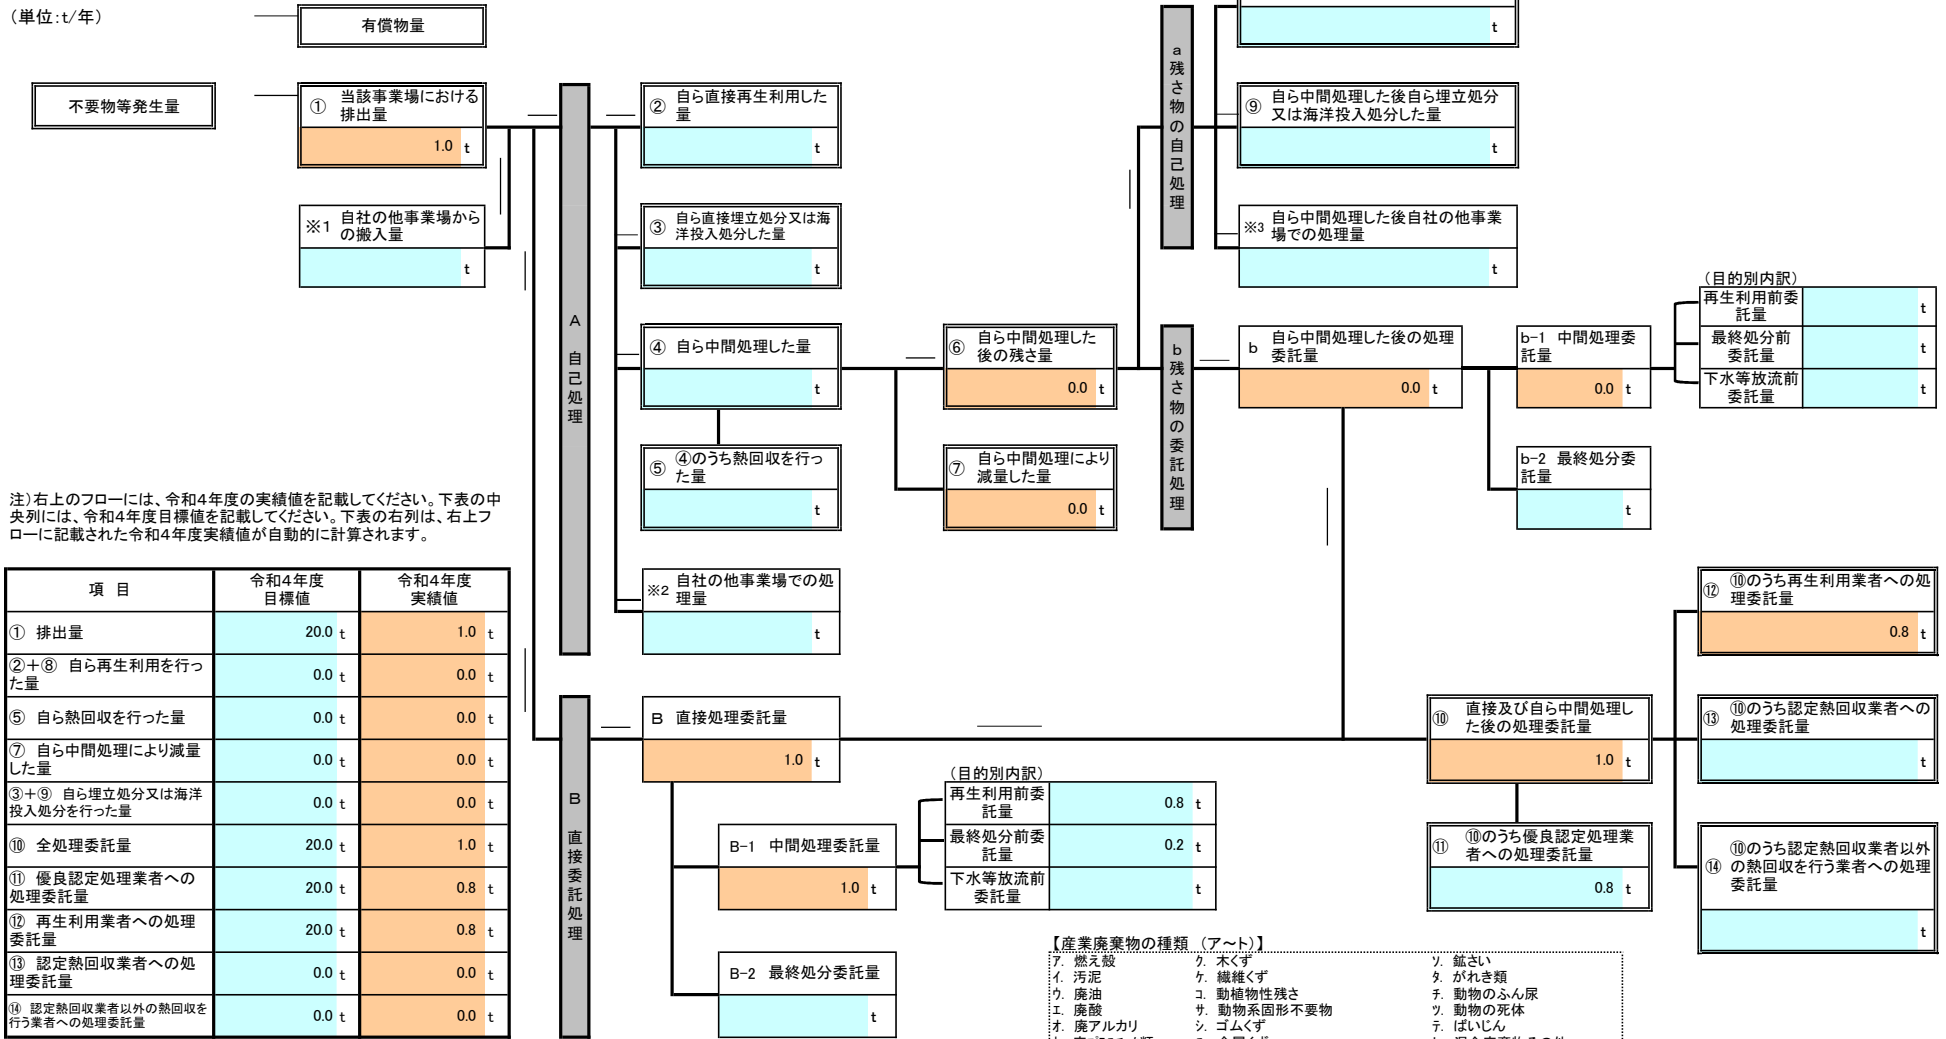 (単位:t/年)
有償物量
t
不要物等発生量
① 当該事業場における
排出量
1.0 t
※1 自社の他事業場から
の搬入量
t
A 自己処理
② 自ら直接再生利用した
量
t
③ 自ら直接埋立処分又は海
洋投入処分した量
t
④ 自ら中間処理した量
t
⑤ ④のうち熱回収を行っ
た量
t
※2 自社の他事業場での処
理量
t
⑥ 自ら中間処理した
後の残さ量
0.0 t
⑦ 自ら中間処理により
減量した量
0.0 t
a 残さ物の自己処理
⑨ 自ら中間処理した後自ら埋立処分
又は海洋投入処分した量
t
※3 自ら中間処理した後自社の他事業
場での処理量
t
b 残さ物の委託処理
b 自ら中間処理した後の処理
委託量
0.0 t
b-1 中間処理委
託量
0.0 t
b-2 最終処分委
託量
t
(目的別内訳)
再生利用前委
託量
t
最終処分前
委託量
t
下水等放流前
委託量
t
注)右上のフローには、令和4年度の実績値を記載してください。下表の中
央列には、令和4年度目標値を記載してください。下表の右列は、右上フ
ローに記載された令和4年度実績値が自動的に計算されます。
項 目 令和4年度 目標値 令和4年度 実績値
① 排出量 20.0 t 1.0 t
②+⑧ 自ら再生利用を行っ
た量 0.0 t 0.0 t
⑤ 自ら熱回収を行った量 0.0 t 0.0 t
⑦ 自ら中間処理により減量
した量 0.0 t 0.0 t
③+⑨ 自ら埋立処分又は海洋
投入処分を行った量 0.0 t 0.0 t
⑩ 全処理委託量 20.0 t 1.0 t
⑪ 優良認定処理業者への
処理委託量 20.0 t 0.8 t
⑫ 再生利用業者への処理
委託量 20.0 t 0.8 t
⑬ 認定熱回収業者への処
理委託量 0.0 t 0.0 t
⑭ 認定熱回収業者以外の熱回収を
行う業者への処理委託量 0.0 t 0.0 t
B 直接委託処理
B 直接処理委託量
1.0 t
B-1 中間処理委託量
1.0 t
B-2 最終処分委託量
t
(目的別内訳)
再生利用前委
託量
0.8 t
最終処分前委
託量
0.2 t
下水等放流前
委託量
t
⑩ 直接及び自ら中間処理し
た後の処理委託量
1.0 t
⑪ ⑩のうち優良認定処理業
者への処理委託量
0.8 t
⑫ ⑩のうち再生利用業者への処
理委託量
0.8 t
⑬ ⑩のうち認定熱回収業者への
処理委託量
t
⑭ ⑩のうち認定熱回収業者以外
の熱回収を行う業者への処理
委託量
t
【産業廃棄物の種類 (ア~ト)】
ア. 燃え殻 ク. 木くず ソ. 鉱さい
イ. 汚泥 ケ. 繊維くず タ. がれき類
ウ. 廃油 コ. 動植物性残さ チ. 動物のふん尿
エ. 廃酸 サ. 動物系固形不要物 ツ. 動物の死体
オ. 廃アルカリ シ. ゴムくず テ. ばいじん